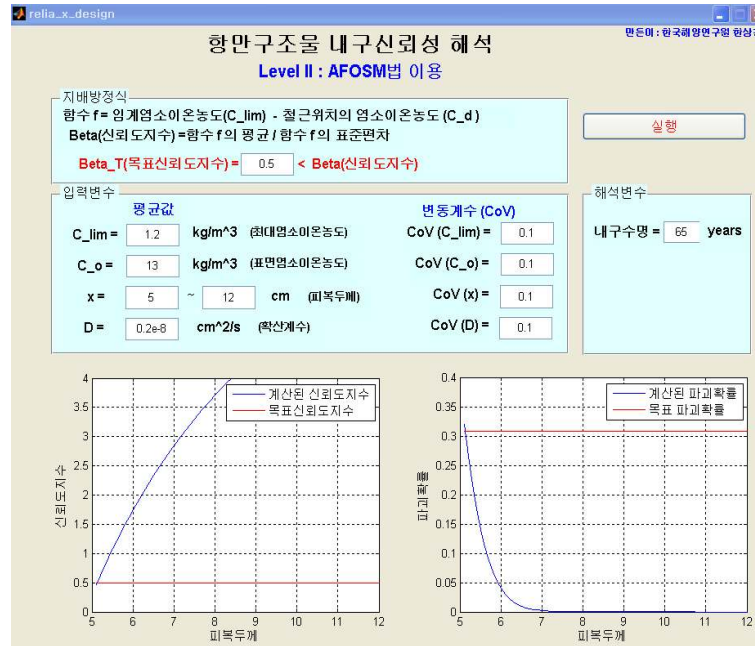 relia_x_design
항만구조물 내구신뢰성 해석
만든이 : 한국해양연구원
Level II : AFOSM법 이용
지배방정식
함수 f = 임계염소이온농도(C_lim) - 철근위치의 염소이온농도 (C_d )
Beta(신뢰도지수) =함수 f 의 평균 / 함수 f 의 표준편차
Beta_T(목표신뢰도지수) = 0.5 < Beta(신뢰도지수)
실행
입력변수
평균값 변동계수 (CoV)
C_lim = 1.2 kg/m^3 (최대염소이온농도) CoV (C_lim) = 0.1
C_o = 13 kg/m^3 (표면염소이온농도) CoV (C_o) = 0.1
x = 5 ~ 12 cm (피복두께) CoV (x) = 0.1
D = 0.2e-8 cm^2/s (확산계수) CoV (D) = 0.1
해석변수
내구수명 = 65 years
계산된 신뢰도지수
목표신뢰도지수
신뢰도지수
4
3.5
3
2.5
2
1.5
1
0.5
0
5 6 7 8 9 10 11 12
피복두께
계산된 파괴확률
목표 파괴확률
파괴확률
0.4
0.35
0.3
0.25
0.2
0.15
0.1
0.05
0
5 6 7 8 9 10 11 12
피복두께